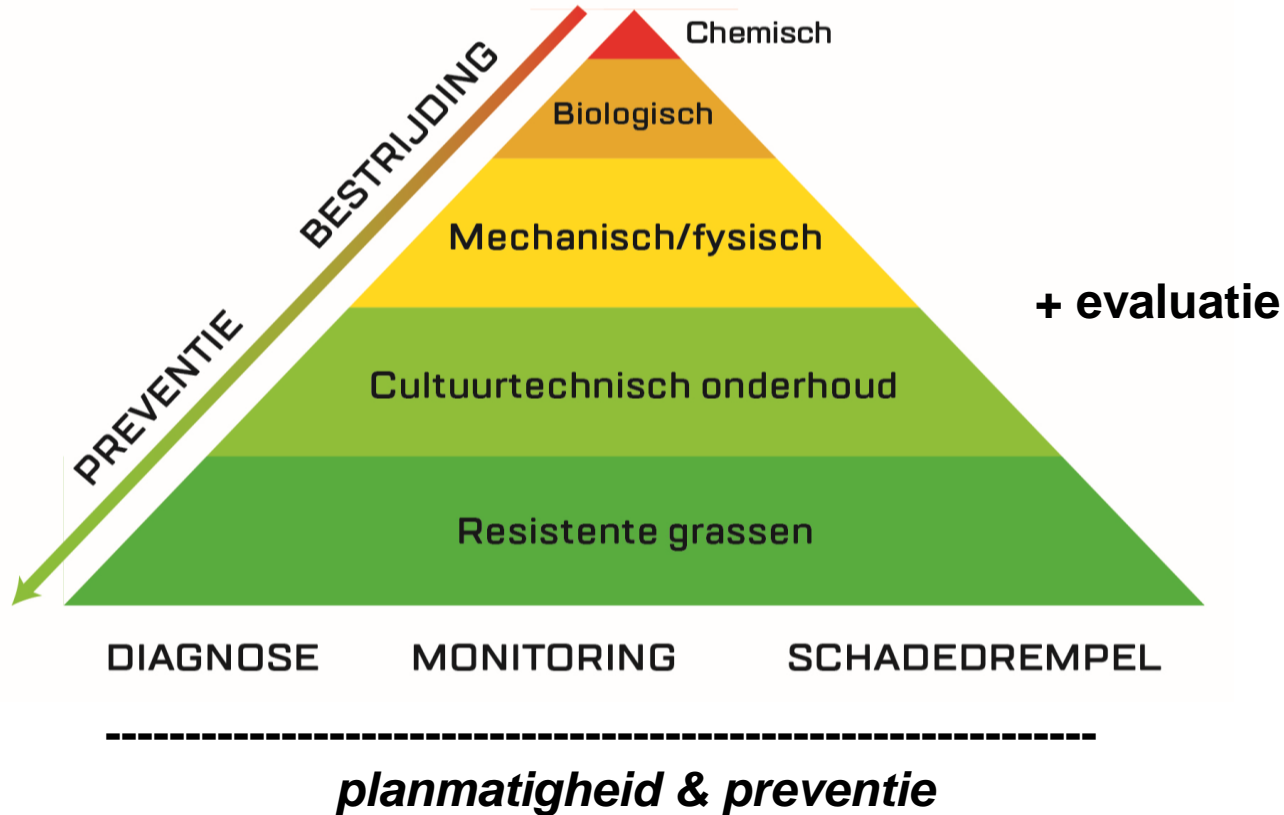 Chemisch
BESTRIJDING
Biologisch
Mechanisch/fysisch
+ evaluatie
PREVENTIE
Cultuurtechnisch onderhoud
Resistente grassen
DIAGNOSE MONITORING SCHADEDREMPEL
--------------------------------------------------------------
planmatigheid & preventie